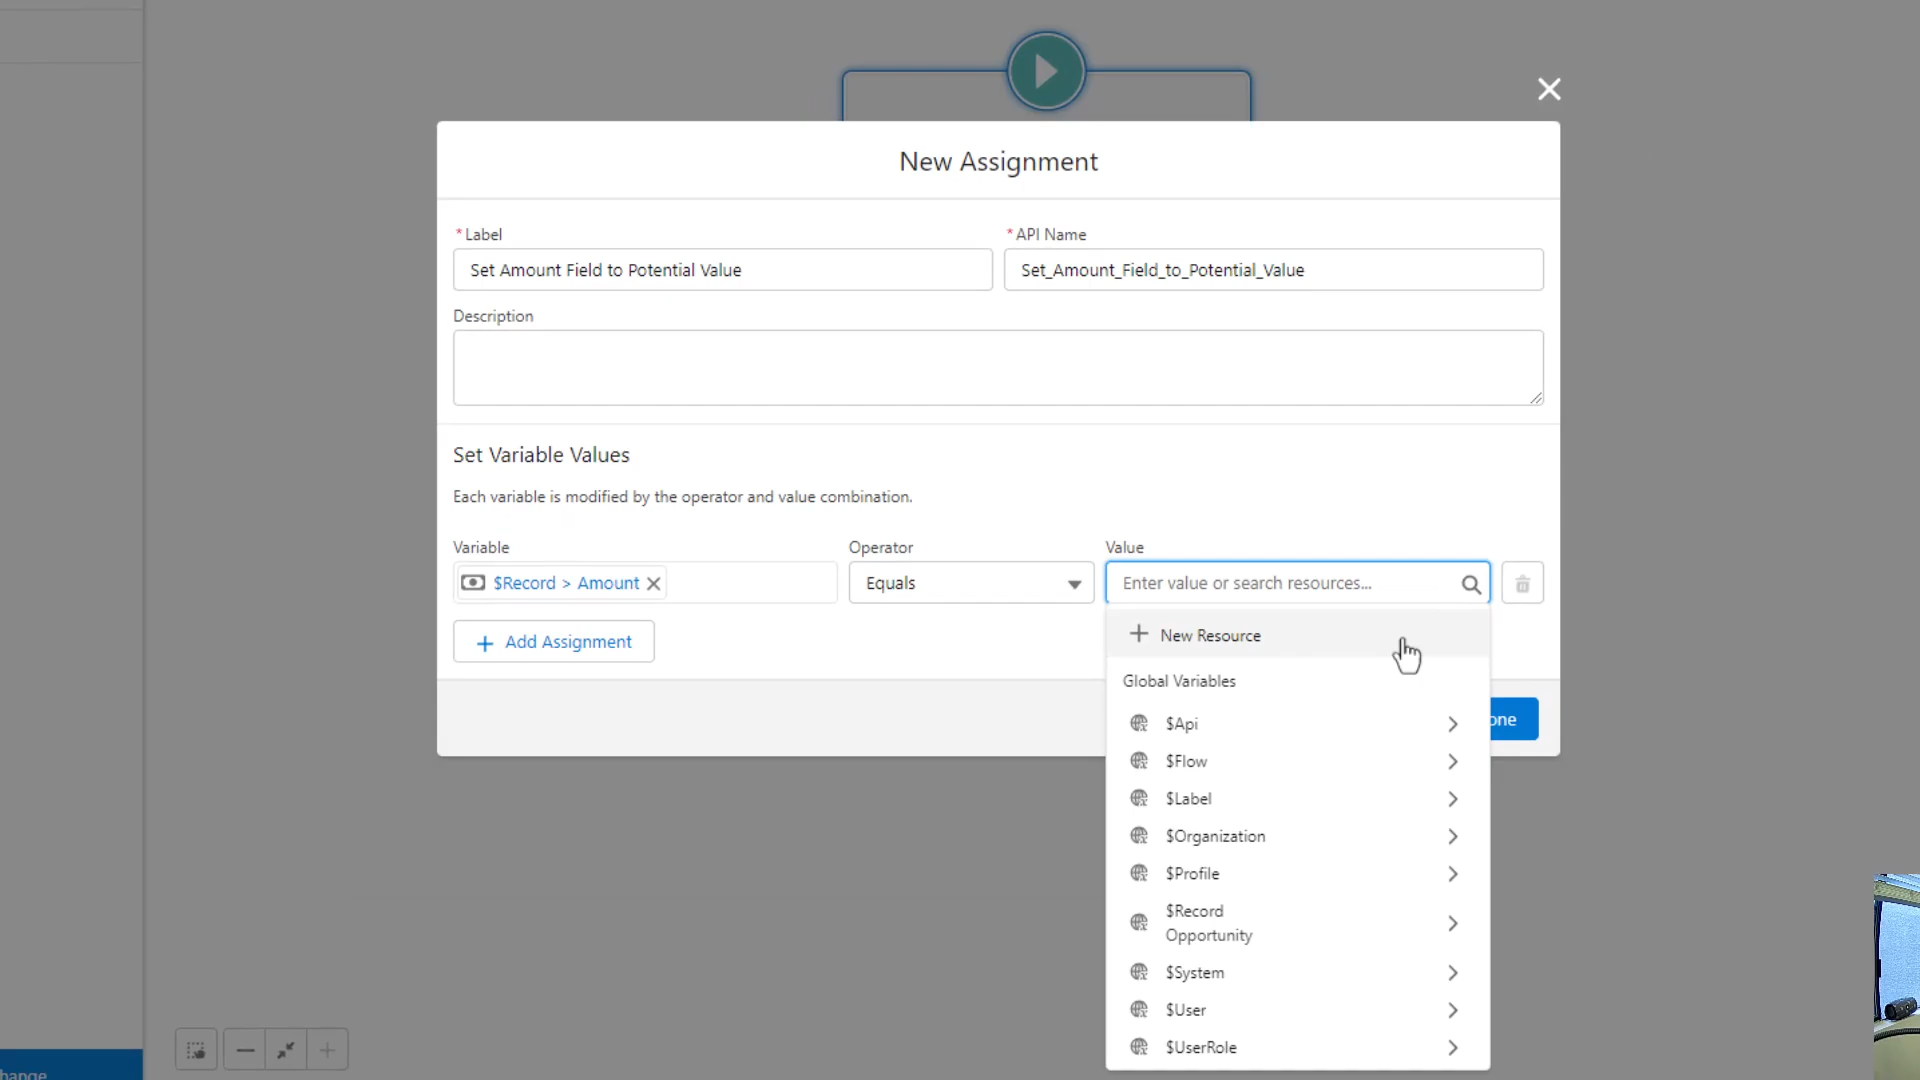 New Assignment
* Label
* API Name
Set Amount Field to Potential Value
Set_Amount_Field_to_Potential_Value
Description
Set Variable Values
Each variable is modified by the operator and value combination.
Variable
Operator
Value
$Record > Amount
Equals
Enter value or search resources...
+ Add Assignment
+ New Resource
Global Variables
$Api
one
$Flow
$Label
$Organization
$Profile
$Record
Opportunity
$System
$User
$UserRole
hange